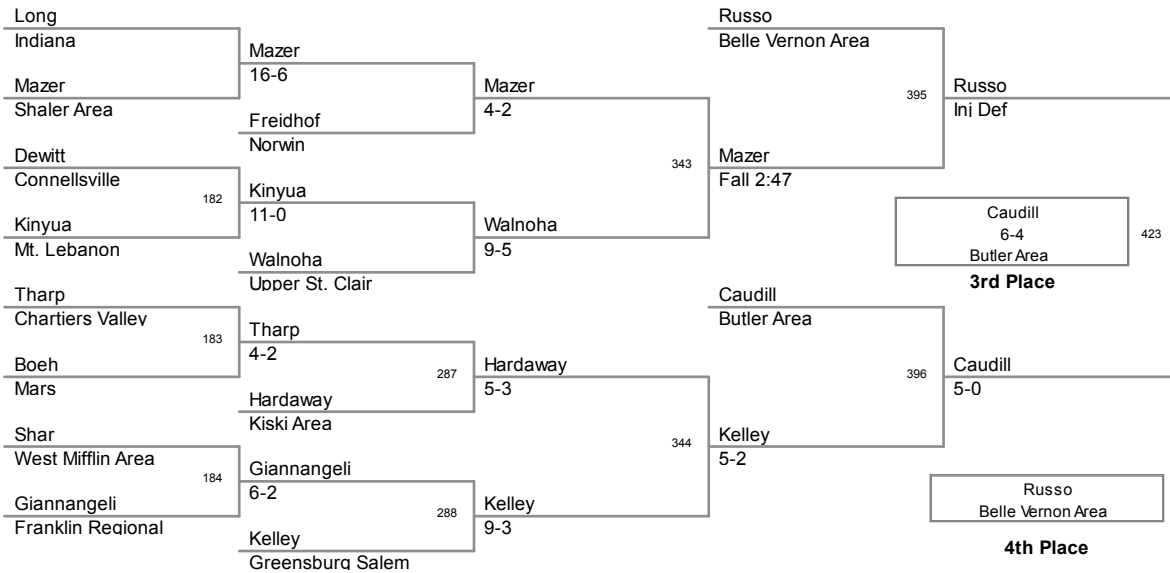 Long
Indiana
Mazer
Shaler Area
Dewitt
Connellsville
182
Kinyua
Mt. Lebanon
Tharp
Chartiers Valley
183
Boeh
Mars
Shar
West Mifflin Area
184
Giannangeli
Franklin Regional
Mazer
16-6
Freidhof
Norwin
Kinyua
11-0
Walnoha
Upper St. Clair
Tharp
4-2
287
Hardaway
Kiski Area
Giannangeli
6-2
288
Kelley
Greensburg Salem
Mazer
4-2
343
Walnoha
9-5
Hardaway
5-3
344
Kelley
9-3
Russo
Belle Vernon Area
395
Mazer
Fall 2:47
Caudill
Butler Area
396
Kelley
5-2
Russo
Inj Def
Caudill
6-4
Butler Area
423
3rd Place
Caudill
5-0
Russo
Belle Vernon Area
4th Place